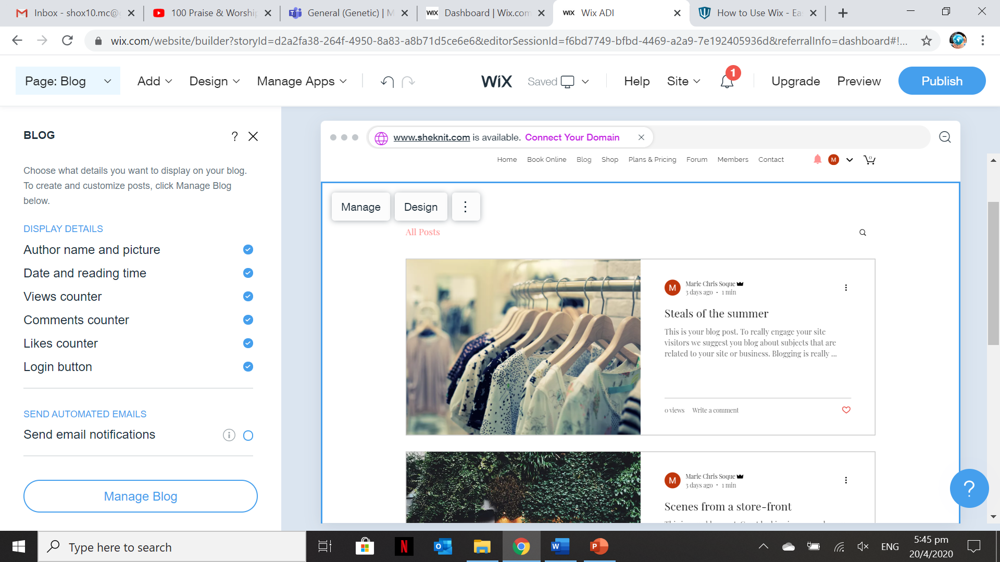 Inbox - shox10.mc@
100 Praise & Worship
General (Genetic) | M
WIX Dashboard | Wix.com
WIX Wix ADI
How to Use Wix - Eas
wix.com/website/builder?storyId=d2a2fa38-264f-4950-8a83-a8b71d5ce6e6&editorSessionId=f6bd7749-bfbd-4469-a2a9-7e192405936d&referralInfo=dashboard#!...
Page: Blog
Add
Design
Manage Apps
WiX
Saved
Help
Site
1
Upgrade
Preview
Publish
BLOG
?
Choose what details you want to display on your blog.
To create and customize posts, click Manage Blog
below.
DISPLAY DETAILS
Author name and picture
Date and reading time
Views counter
Comments counter
Likes counter
Login button
SEND AUTOMATED EMAILS
Send email notifications
Manage Blog
www.sheknit.com is available. Connect Your Domain
Home Book Online Blog Shop Plans & Pricing Forum Members Contact
M
0
Manage
Design
All Posts
M
Marie Chris Soque
3 days ago · 1 min
Steals of the summer
This is your blog post. To really engage your site
visitors we suggest you blog about subjects that are
related to your site or business. Blogging is really ...
0 views Write a comment
M
Marie Chris Soque
3 days ago · 1 min
Scenes from a store-front
?
Type here to search
ENG
5:45 pm
20/4/2020